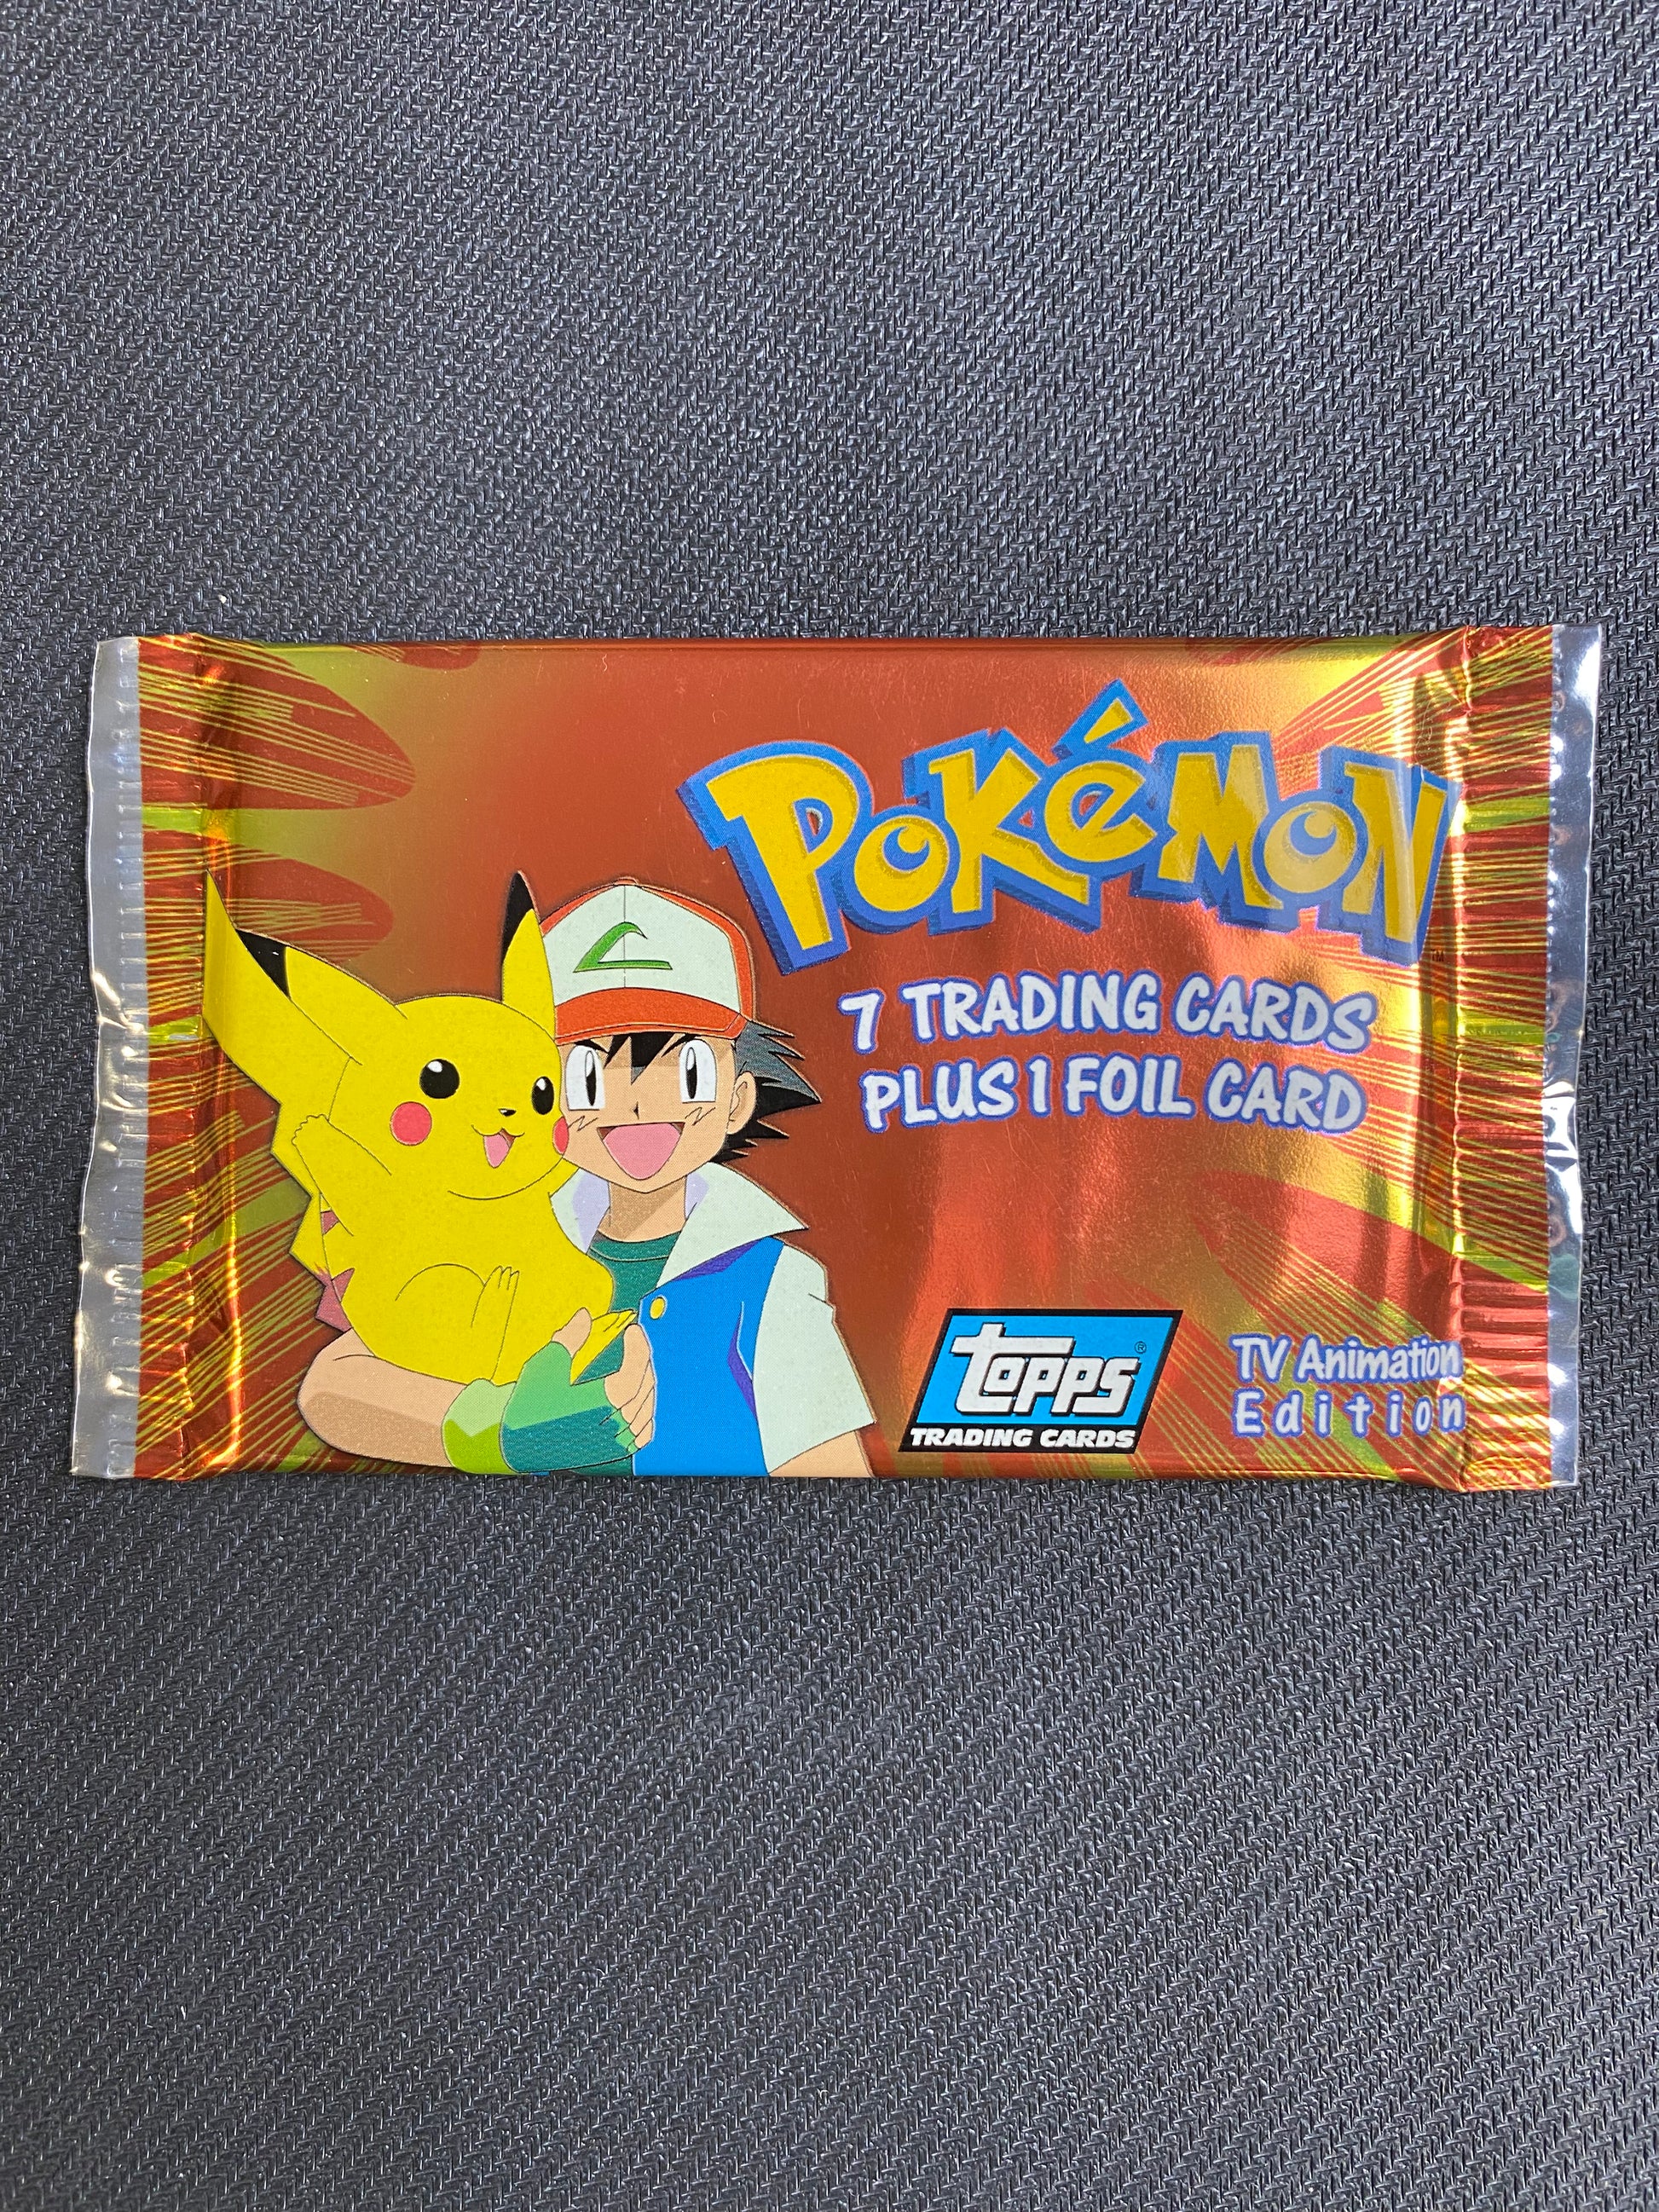 POKéMON
7 TRADING CARDS
PLUS 1 FOIL CARD
topps®
TRADING CARDS
TV Animation
Edition